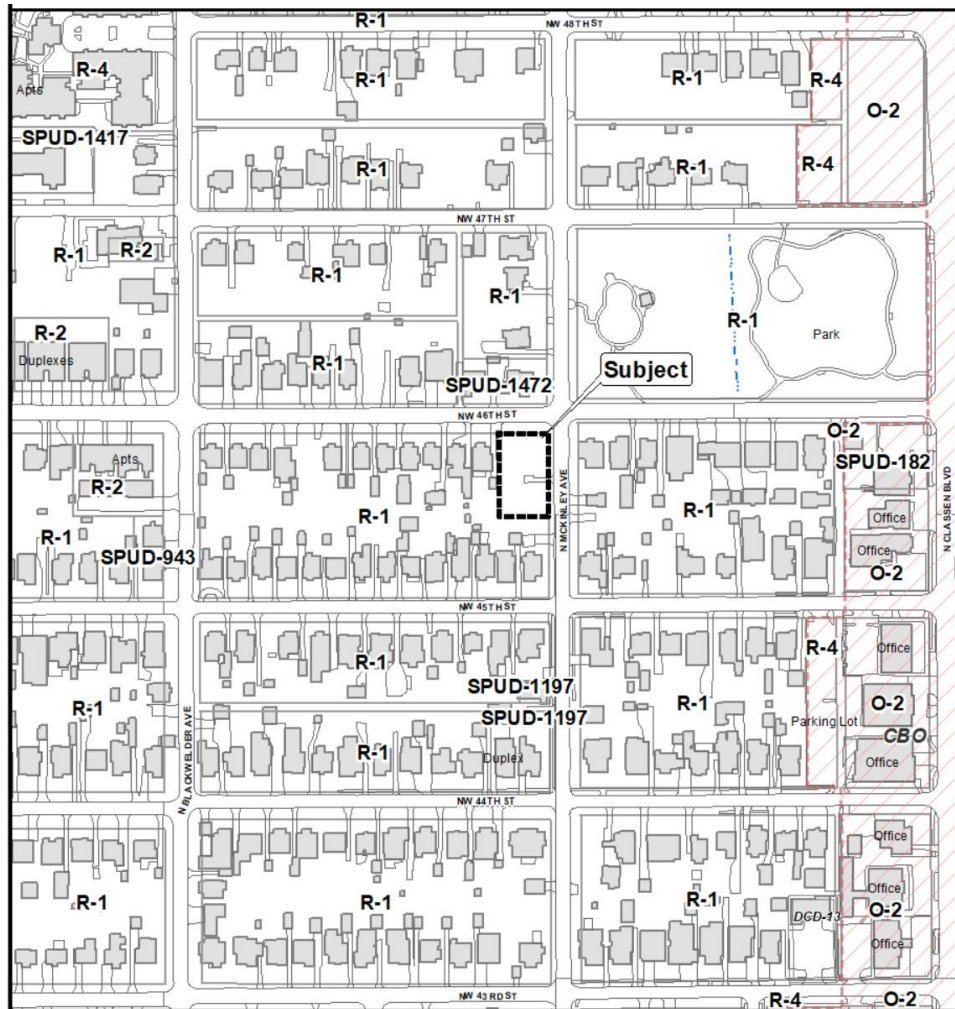 R-1
NW 48TH ST
R-4
Apts
SPUD-1417
R-1
R-1
R-4
O-2
R-1
R-1
R-4
NW 47TH ST
R-1
R-2
R-1
R-1
R-2
Duplexes
R-1
SPUD-1472
R-1
Park
Subject
NW 46TH ST
Apts
R-2
R-1
SPUD-943
R-1
N MCKINLEY AVE
R-1
O-2
SPUD-182
Office
Office
O-2
N CLASSEN BLVD
NW 45TH ST
R-1
R-1
SPUD-1197
SPUD-1197
R-1
Duplex
N BLACKWELDER AVE
R-1
R-4
Parking Lot
Office
O-2
CBO
Office
NW 44TH ST
R-1
R-1
R-1
DCD-13
Office
Office
O-2
Office
NW 43RD ST
R-4
O-2